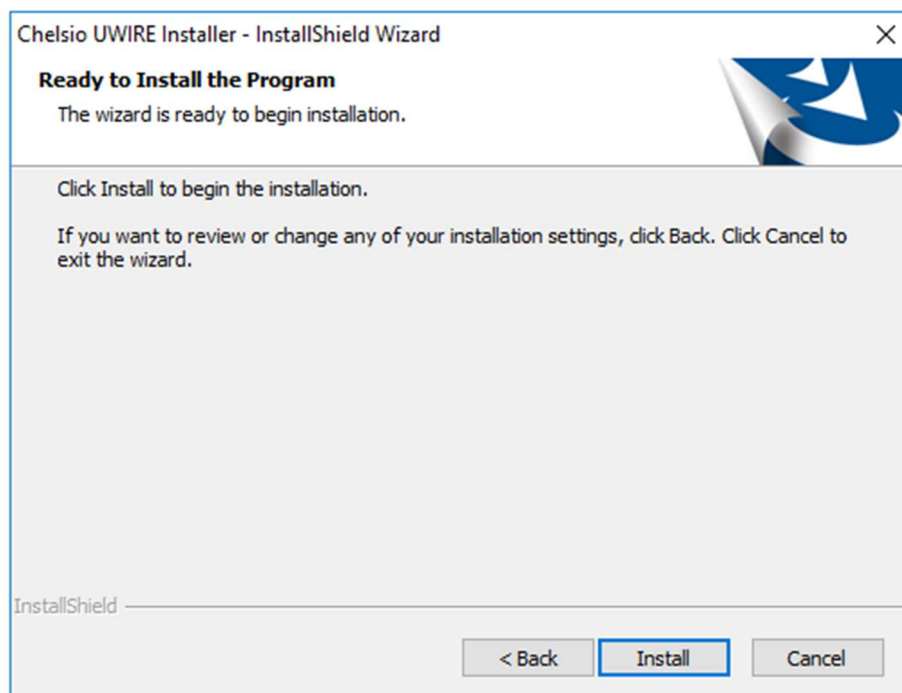 Chelsio UWIRE Installer - InstallShield Wizard
Ready to Install the Program
The wizard is ready to begin installation.
Click Install to begin the installation.
If you want to review or change any of your installation settings, click Back. Click Cancel to
exit the wizard.
InstallShield
< Back Install Cancel